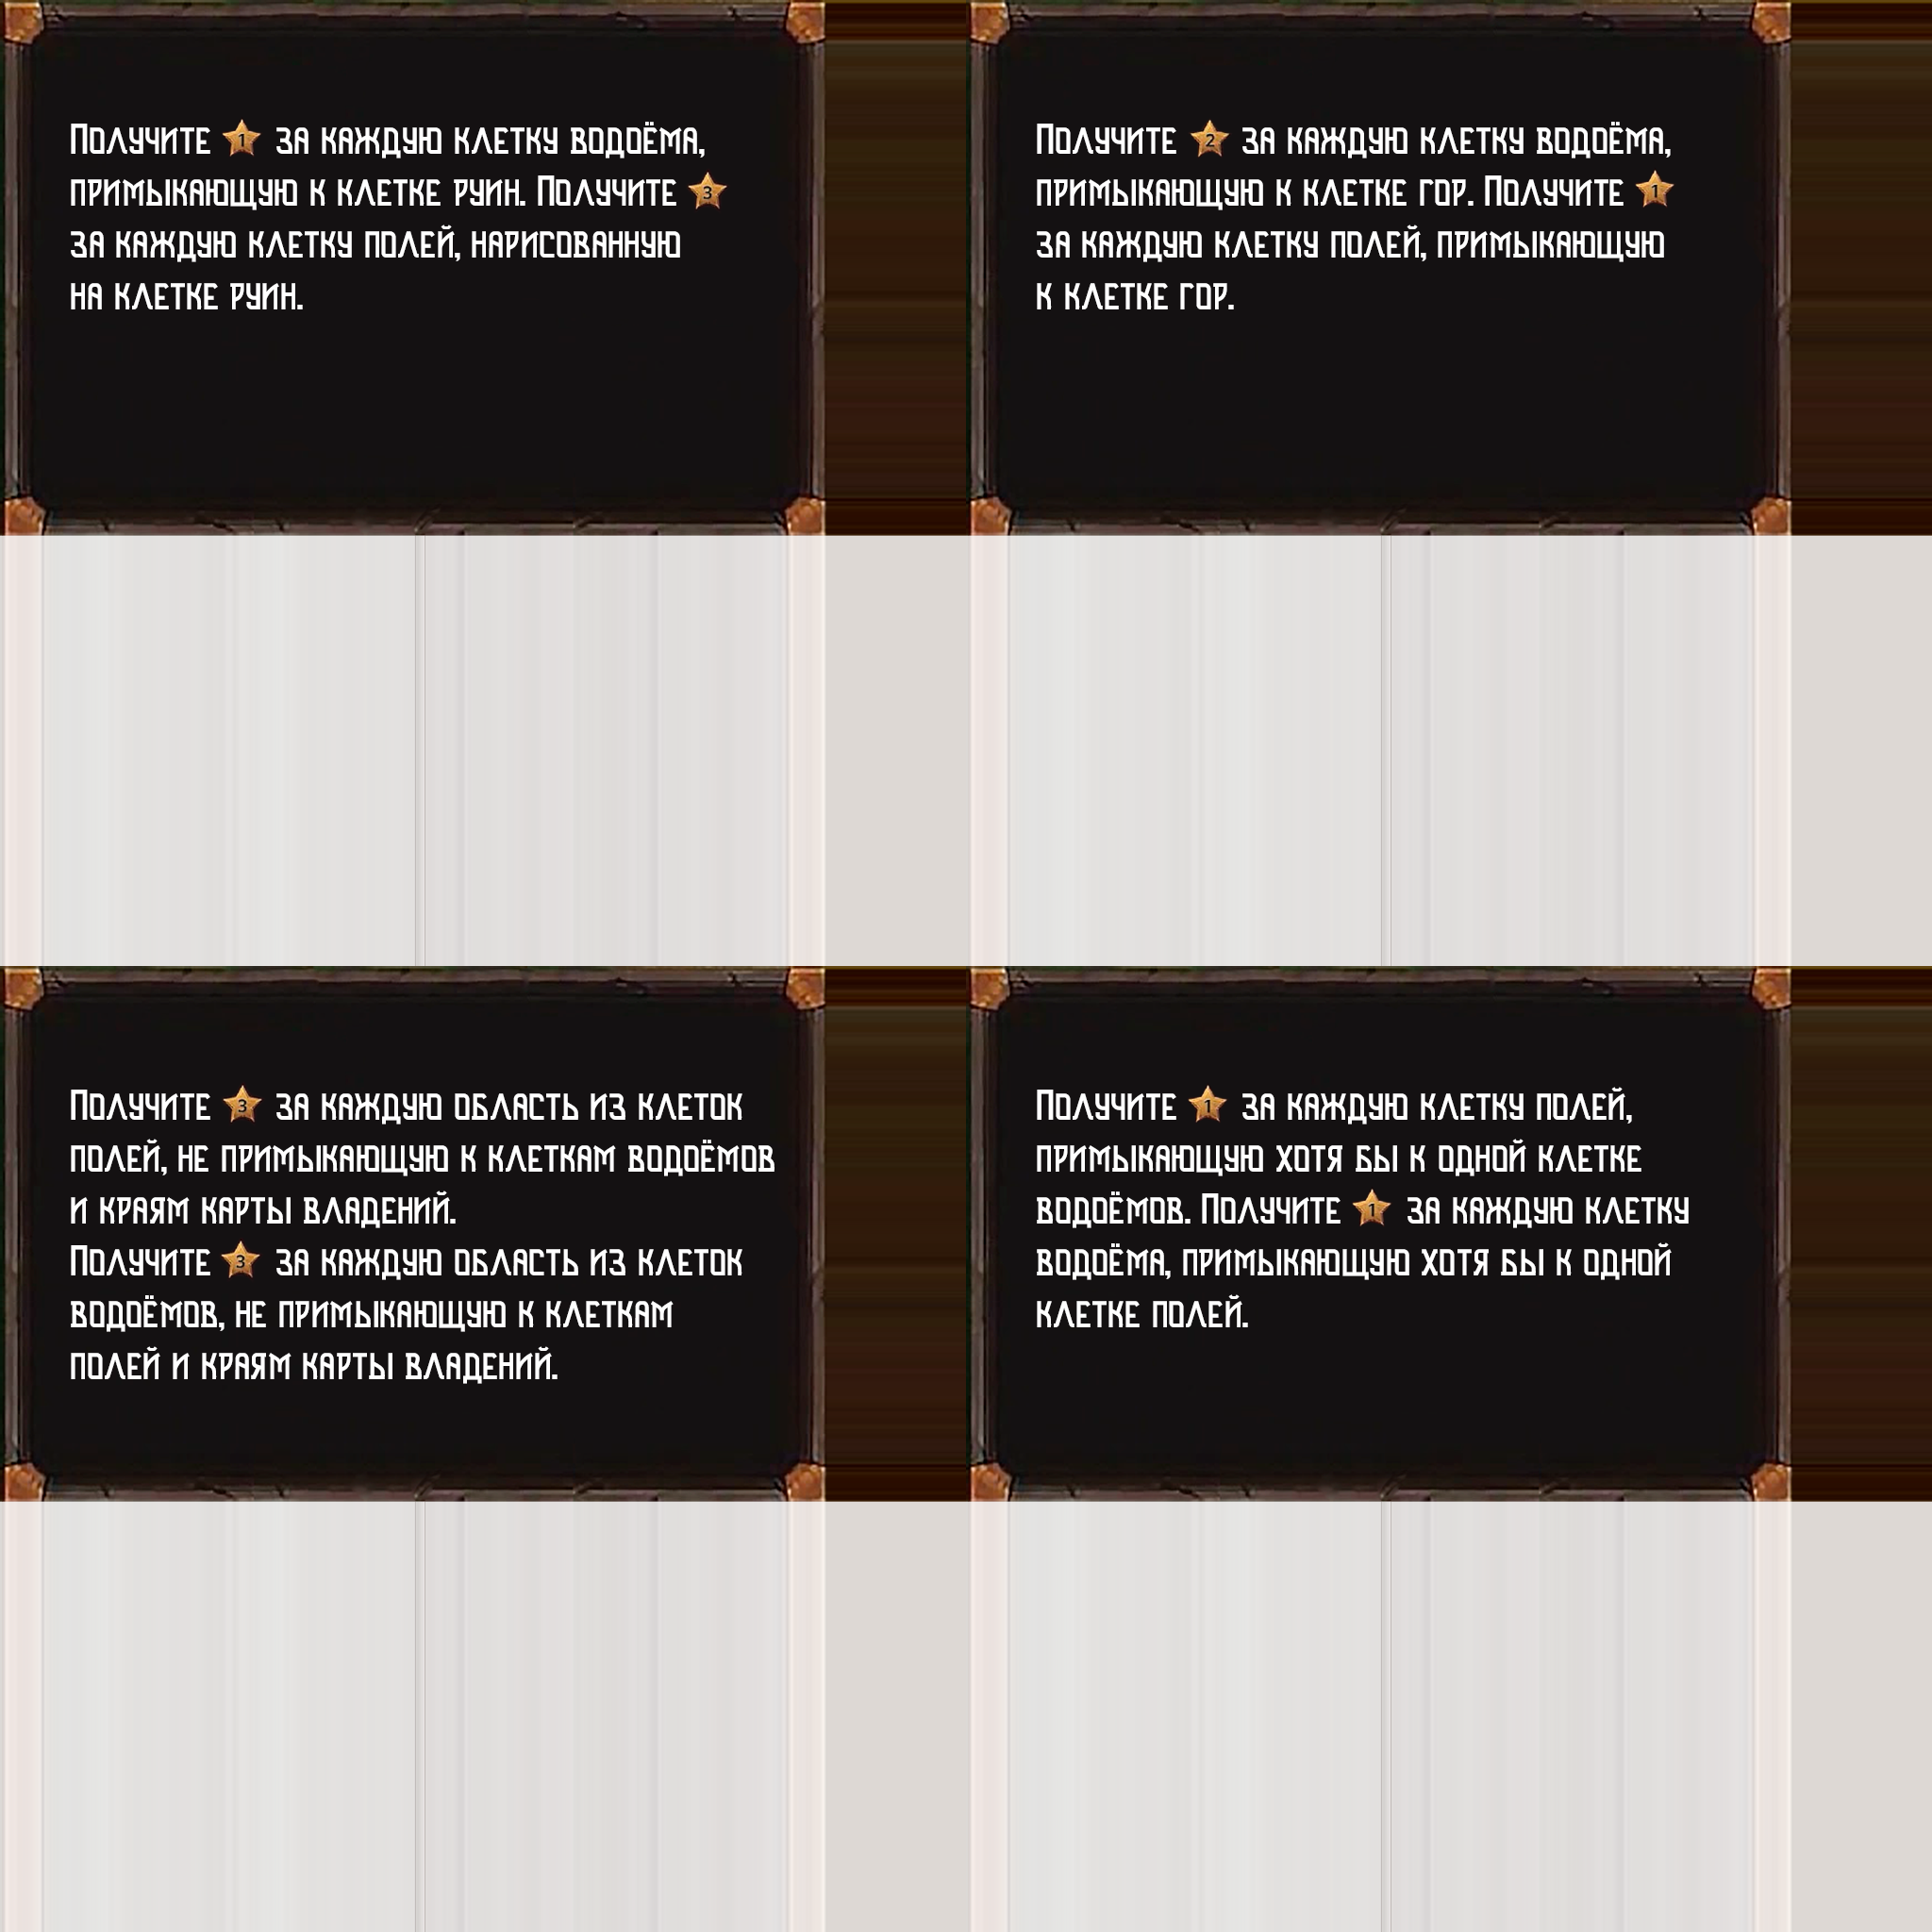 Получите 1 за каждую клетку водоёма,
примыкающую к клетке руин. Получите 3
за каждую клетку полей, нарисованную
на клетке руин.
Получите 2 за каждую клетку водоёма,
примыкающую к клетке гор. Получите 1
за каждую клетку полей, примыкающую
к клетке гор.
Получите 3 за каждую область из клеток
полей, не примыкающую к клеткам водоёмов
и краям карты владений.
Получите 3 за каждую область из клеток
водоёмов, не примыкающую к клеткам
полей и краям карты владений.
Получите 1 за каждую клетку полей,
примыкающую хотя бы к одной клетке
водоёмов. Получите 1 за каждую клетку
водоёма, примыкающую хотя бы к одной
клетке полей.